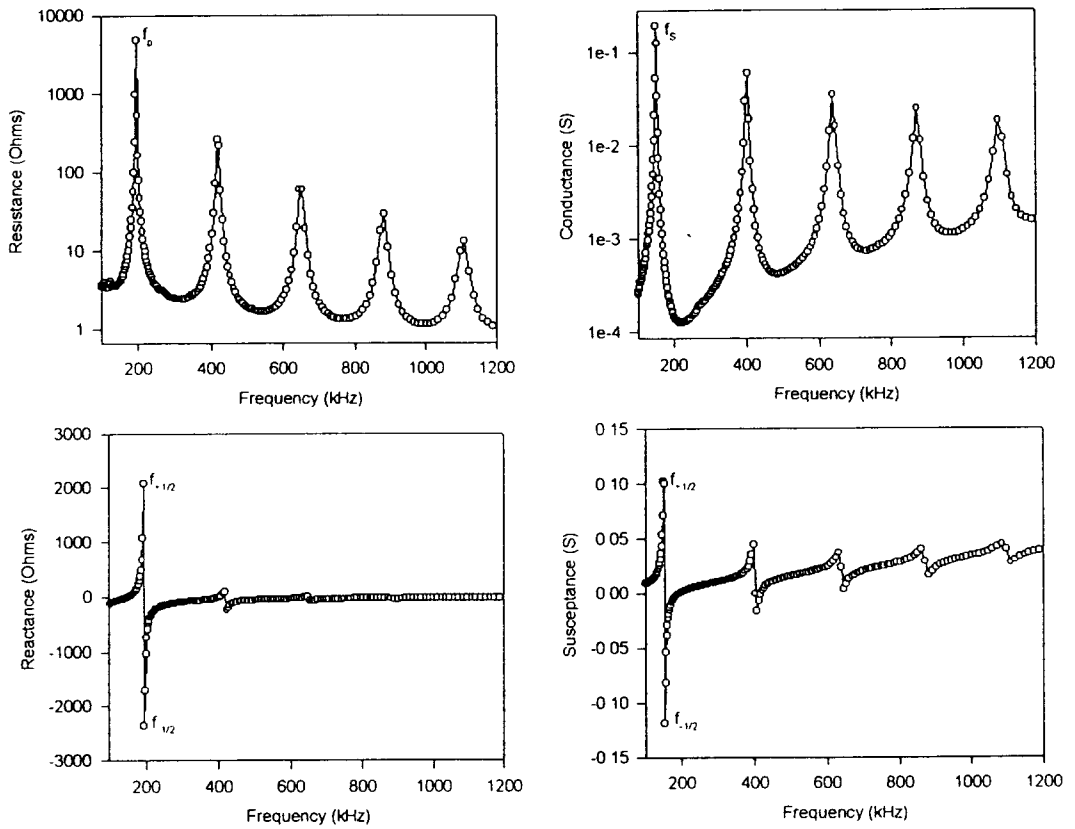 10000
1000
100
10
1
Resistance (Ohms)
fp
200 400 600 800 1000 1200
Frequency (kHz)
1e-1
1e-2
1e-3
1e-4
Conductance (S)
fs
200 400 600 800 1000 1200
Frequency (kHz)
3000
2000
1000
0
-1000
-2000
-3000
Reactance (Ohms)
f+1/2
f-1/2
200 400 600 800 1000 1200
Frequency (kHz)
0 15
0 10
0 05
0 00
-0 05
-0 10
-0.15
Susceptance (S)
f+1/2
f-1/2
200 400 600 800 1000 1200
Frequency (kHz)